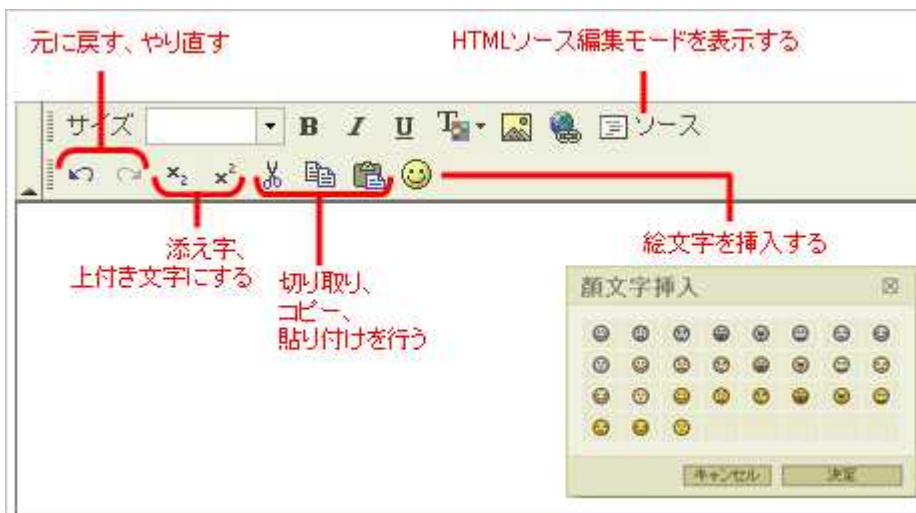 元に戻す、やり直す
HTMLソース編集モードを表示する
サイズ
B I U T ソース
x₂ x²
添え字、
上付き文字にする
切り取り、
コピー、
貼り付けを行う
絵文字を挿入する
顔文字挿入
キャンセル 決定